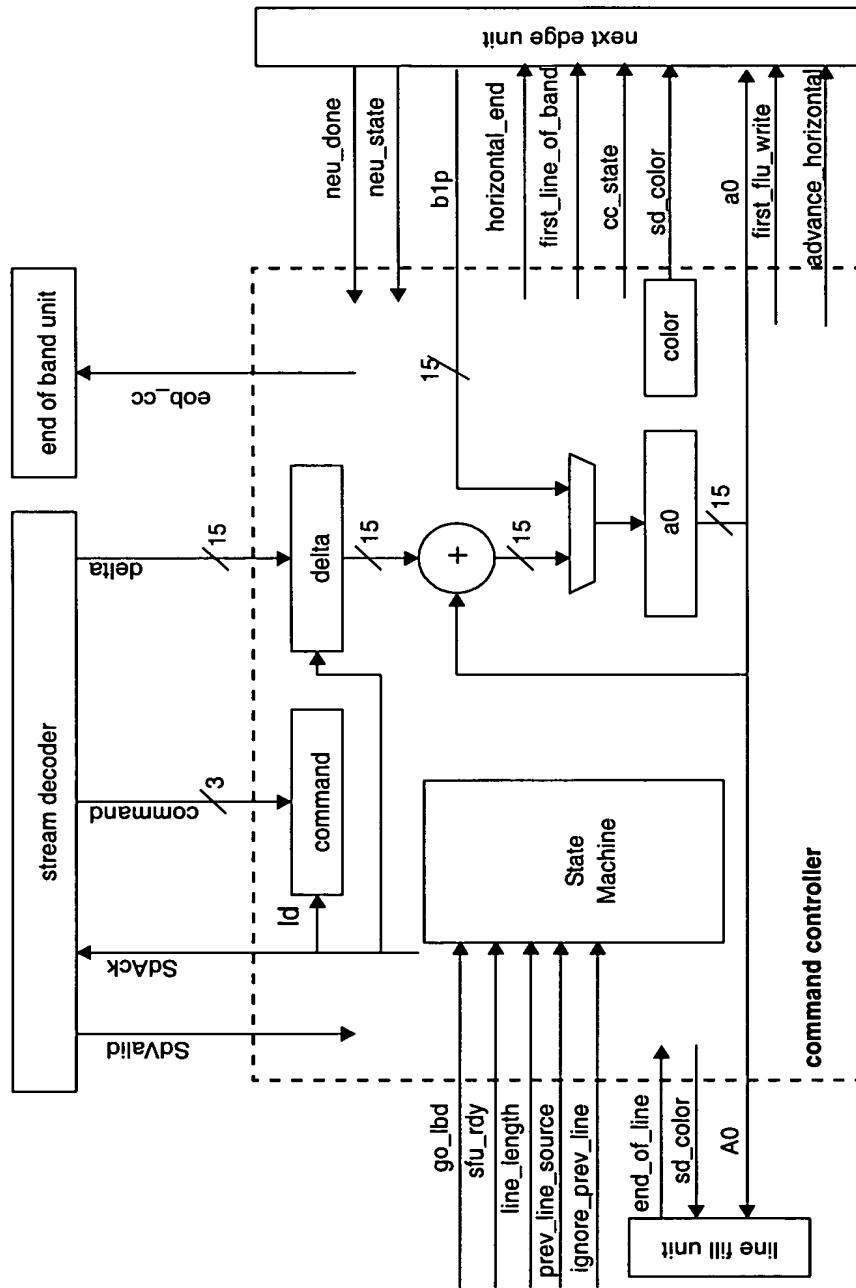 stream decoder
end of band unit
SdValid
SdAck
command
3
delta
15
eob_cc
ld
command
delta
15
+
15
15
a0
15
color
State
Machine
command controller
next edge unit
neu_done
neu_state
b1p
horizontal_end
first_line_of_band
cc_state
sd_color
a0
first_flu_write
advance_horizontal
go_lbd
sfu_rdy
line_length
prev_line_source
ignore_prev_line
end_of_line
sd_color
A0
line fill unit